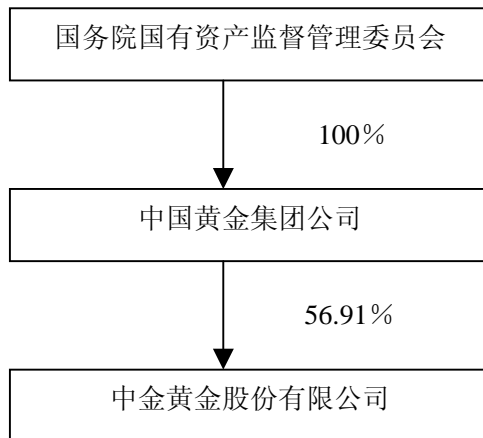 国务院国有资产监督管理委员会
100％
中国黄金集团公司
56.91％
中金黄金股份有限公司